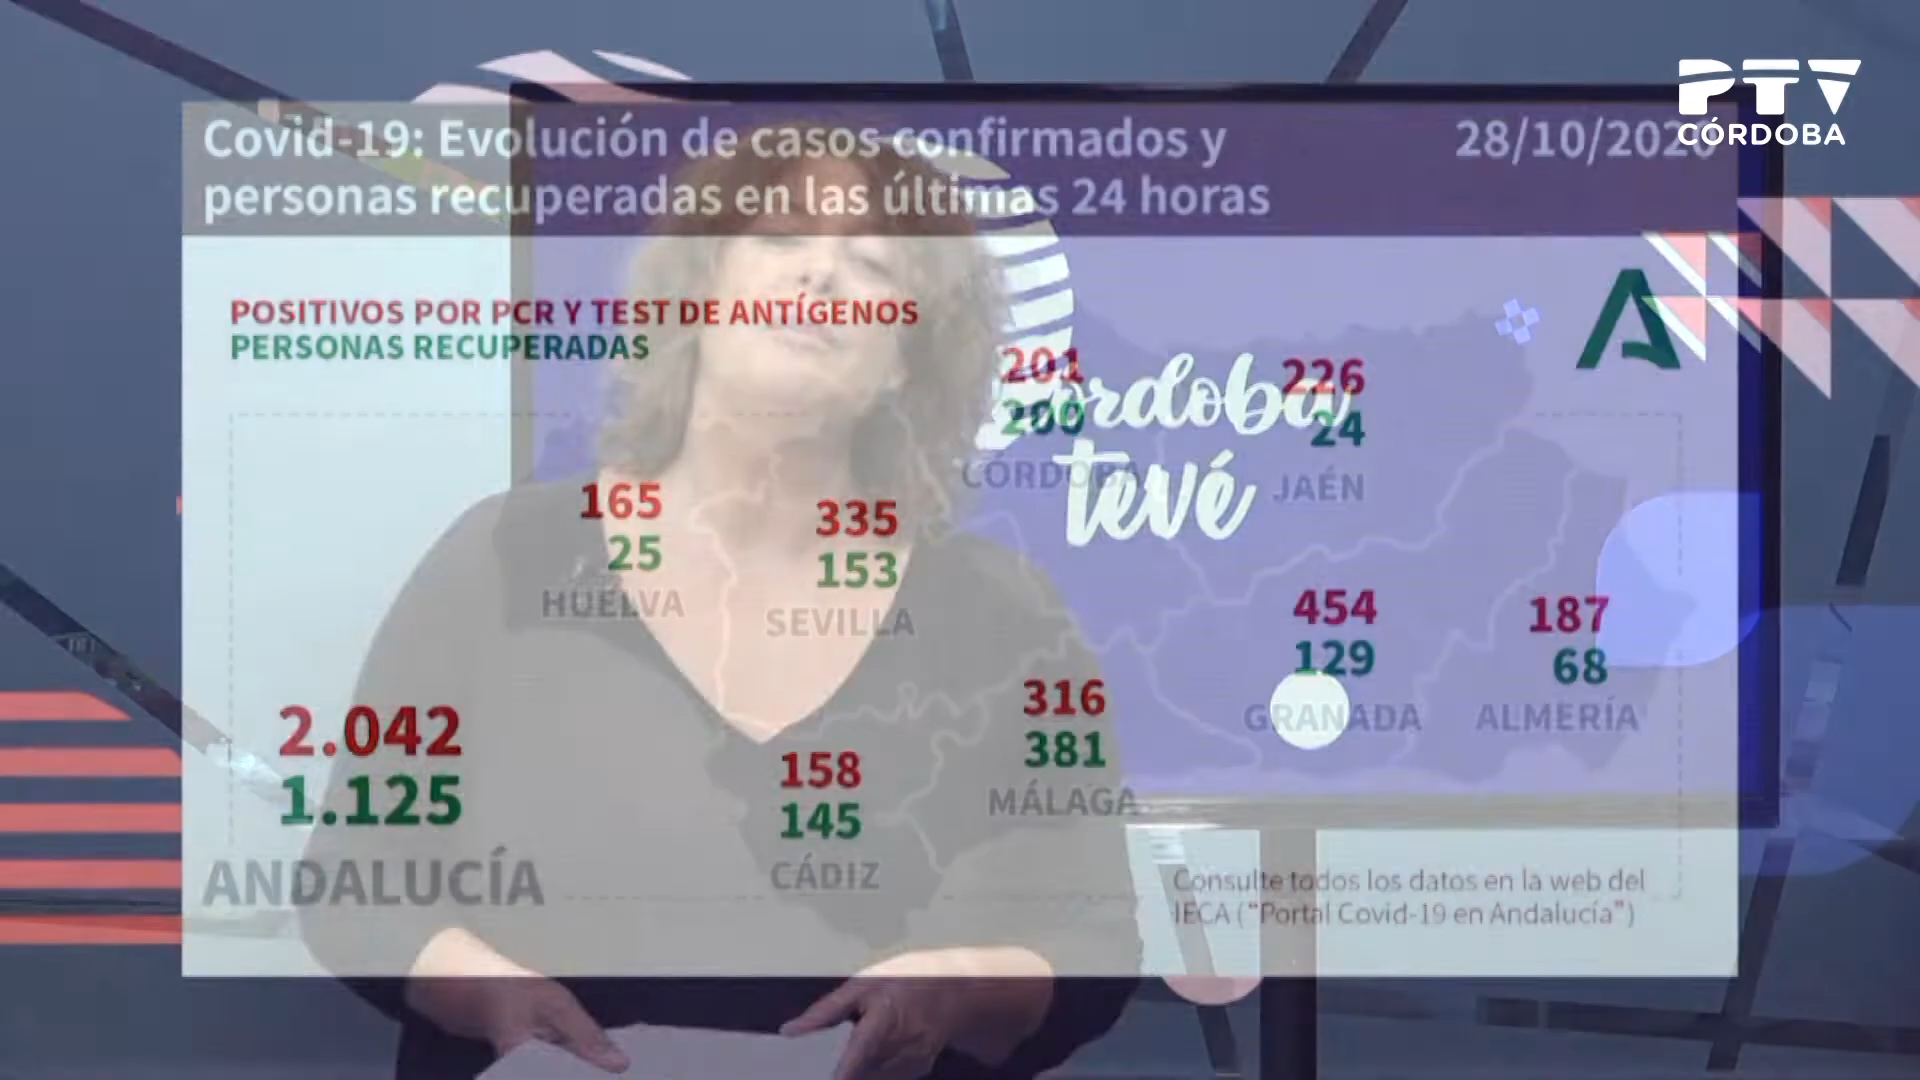 PTV
CÓRDOBA
Covid-19: Evolución de casos confirmados y
personas recuperadas en las últimas 24 horas
28/10/2020
POSITIVOS POR PCR Y TEST DE ANTÍGENOS
PERSONAS RECUPERADAS
201
200
CÓRDOBA
226
24
JAÉN
córdoba
tevé
165
25
HUELVA
335
153
SEVILLA
454
129
GRANADA
187
68
ALMERÍA
316
381
MÁLAGA
158
145
CÁDIZ
2.042
1.125
ANDALUCÍA
Consulte todos los datos en la web del
IECA ("Portal Covid-19 en Andalucía")